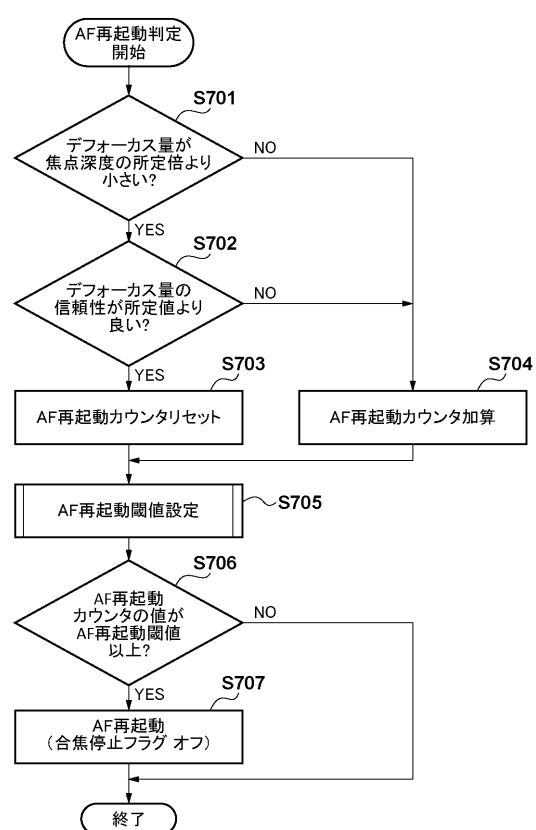 AF再起動判定
開始
S701
デフォーカス量が
焦点深度の所定倍より
小さい?
NO
YES
S702
デフォーカス量の
信頼性が所定値より
良い?
NO
YES
S703
AF再起動カウンタリセット
S704
AF再起動カウンタ加算
AF再起動閾値設定
S705
S706
AF再起動
カウンタの値が
AF再起動閾値
以上?
NO
YES
S707
AF再起動
(合焦停止フラグ オフ)
終了